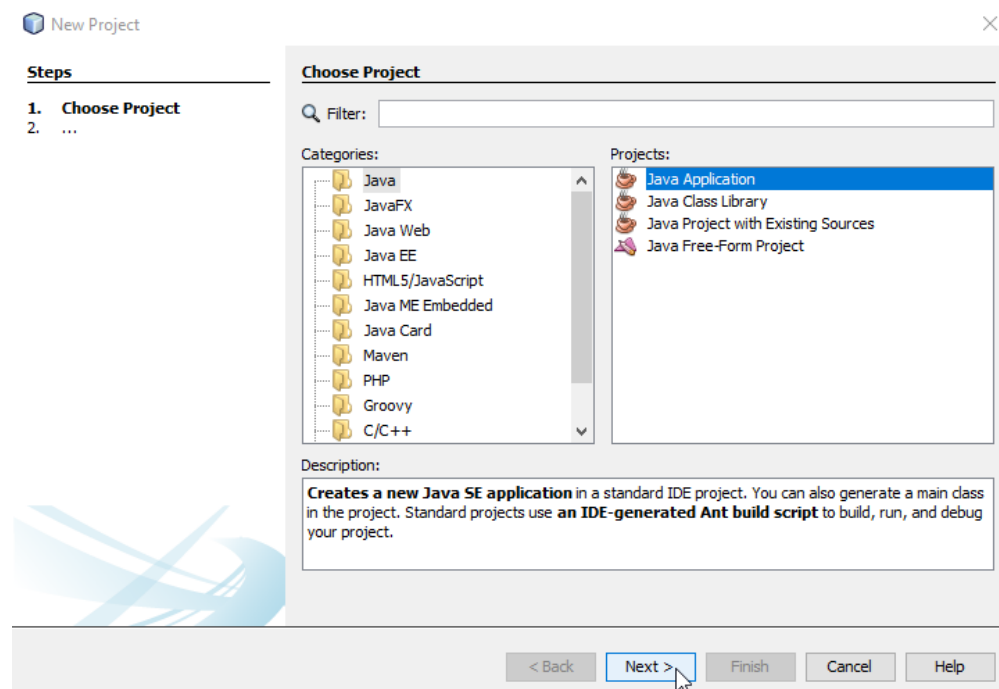 New Project
Steps
1. Choose Project
2. ...
Choose Project
Filter:
Categories:
Java
JavaFX
Java Web
Java EE
HTML5/JavaScript
Java ME Embedded
Java Card
Maven
PHP
Groovy
C/C++
Projects:
Java Application
Java Class Library
Java Project with Existing Sources
Java Free-Form Project
Description:
Creates a new Java SE application in a standard IDE project. You can also generate a main class
in the project. Standard projects use an IDE-generated Ant build script to build, run, and debug
your project.
< Back Next > Finish Cancel Help